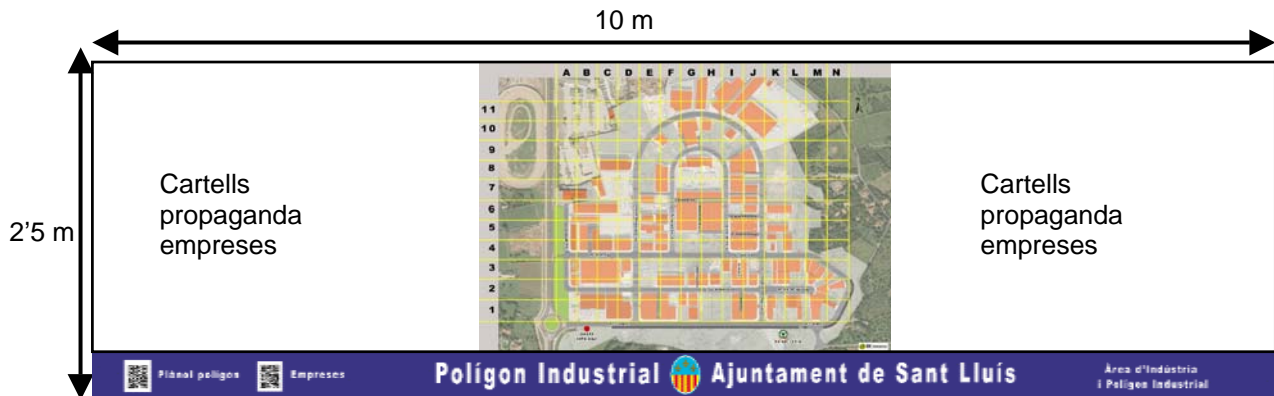 10 m
A B C D E F G H I J K L M N
11
10
9
8
7
6
5
4
3
2
1
Cartells
propaganda
empreses
2'5 m
Cartells
propaganda
empreses
Plànol polígon
Empreses
Polígon Industrial
Ajuntament de Sant Lluís
Àrea d'Indústria
i Polígon Industrial